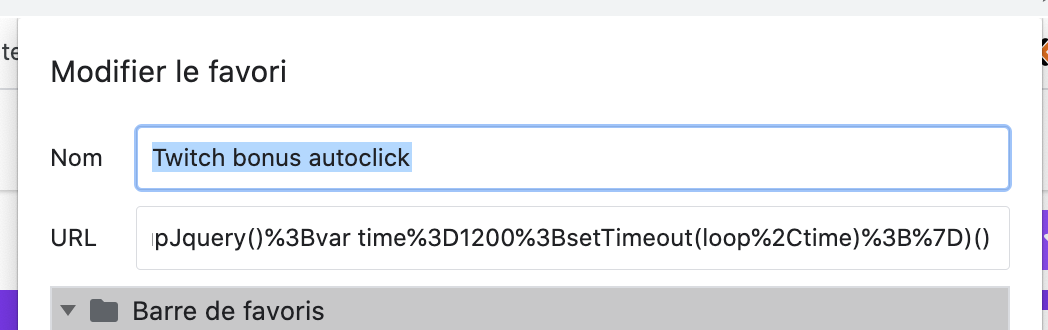 te
Modifier le favori
Nom Twitch bonus autoclick
URL pJquery()%3Bvar time%3D1200%3BsetTimeout(loop%2Ctime)%3B%7D)()
Barre de favoris